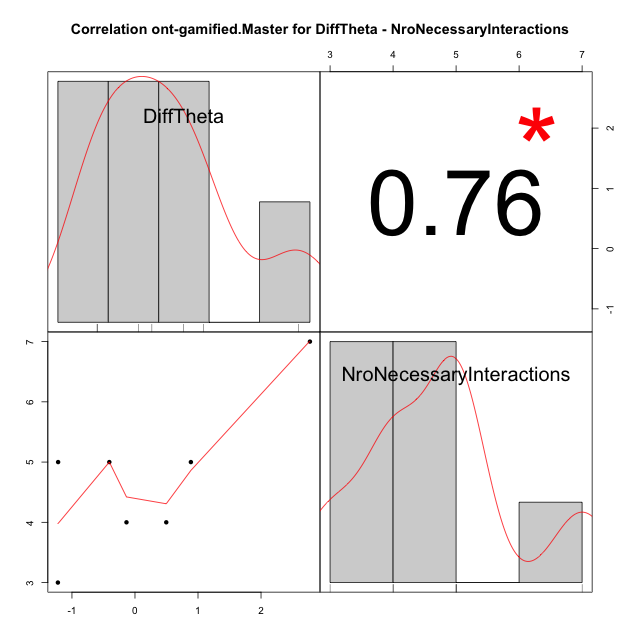 Correlation ont-gamified.Master for DiffTheta - NroNecessaryInteractions
3 4 5 6 7
DiffTheta
*
0.76
2
1
0
-1
7
6
5
4
3
NroNecessaryInteractions
-1 0 1 2